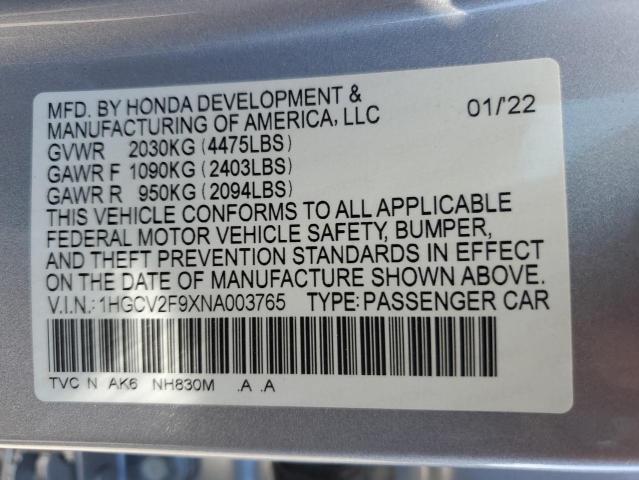 MFD. BY HONDA DEVELOPMENT & 01/'22
MANUFACTURING OF AMERICA, LLC
GVWR 2030KG (4475LBS)
GAWR F 1090KG (2403LBS)
GAWR R 950KG (2094LBS)
THIS VEHICLE CONFORMS TO ALL APPLICABLE
FEDERAL MOTOR VEHICLE SAFETY, BUMPER,
AND THEFT PREVENTION STANDARDS IN EFFECT
ON THE DATE OF MANUFACTURE SHOWN ABOVE.
V.I.N.: 1HGCV2F9XNA003765 TYPE: PASSENGER CAR
TVC N AK6 NH830M .A .A